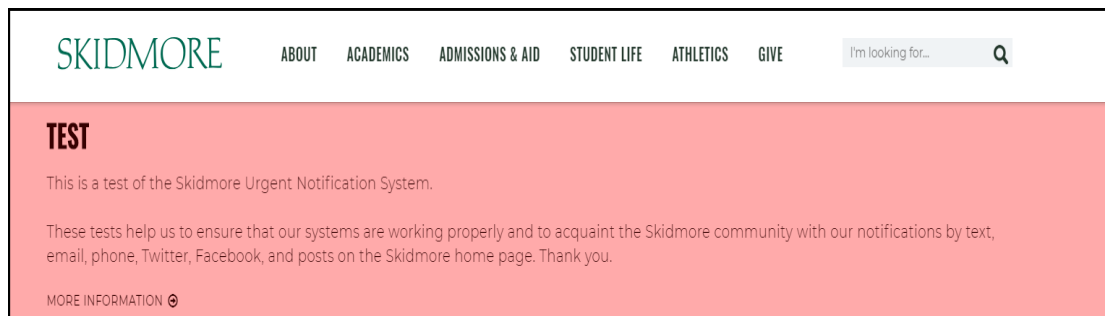 SKIDMORE ABOUT ACADEMICS ADMISSIONS & AID STUDENT LIFE ATHLETICS GIVE I'm looking for...
TEST
This is a test of the Skidmore Urgent Notification System.
These tests help us to ensure that our systems are working properly and to acquaint the Skidmore community with our notifications by text,
email, phone, Twitter, Facebook, and posts on the Skidmore home page. Thank you.
MORE INFORMATION